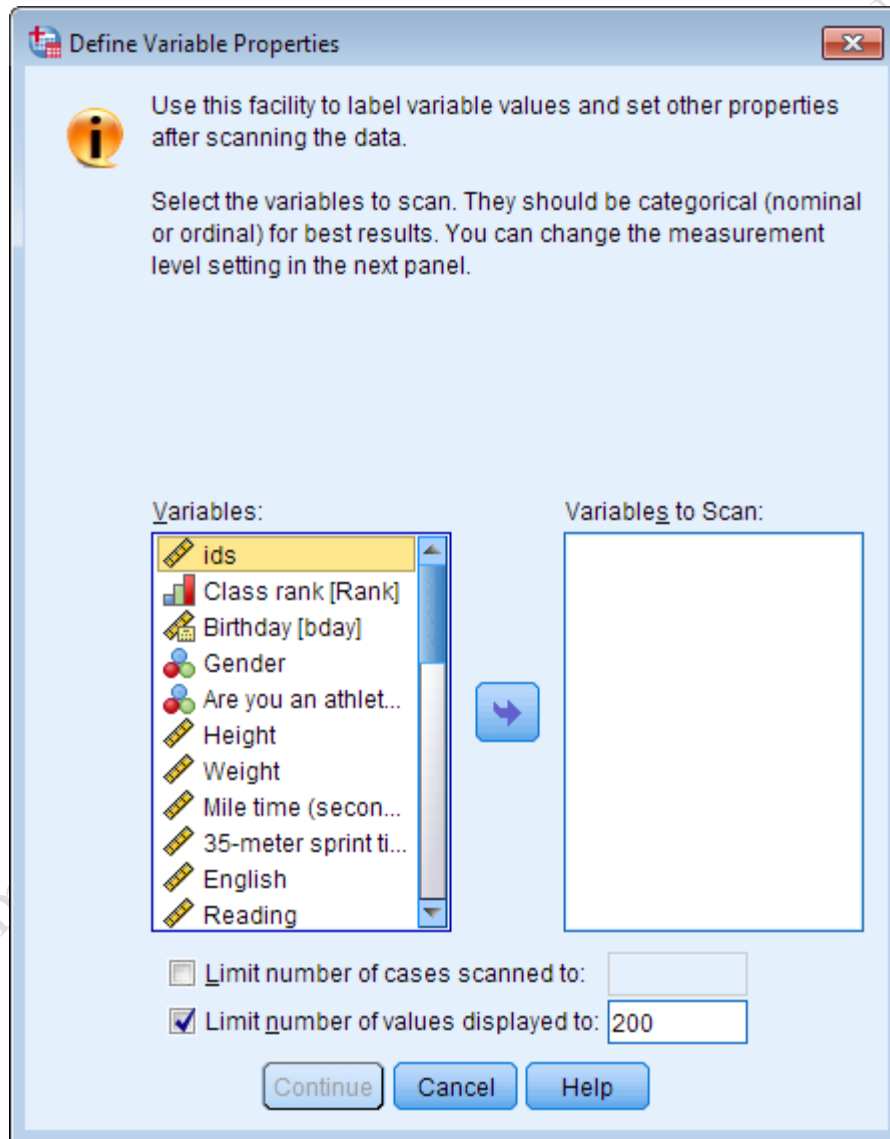 Define Variable Properties
Use this facility to label variable values and set other properties
after scanning the data.
Select the variables to scan. They should be categorical (nominal
or ordinal) for best results. You can change the measurement
level setting in the next panel.
Variables:
Variables to Scan:
ids
Class rank [Rank]
Birthday [bday]
Gender
Are you an athlet...
Height
Weight
Mile time (secon...
35-meter sprint ti...
English
Reading
Limit number of cases scanned to:
Limit number of values displayed to: 200
Continue Cancel Help